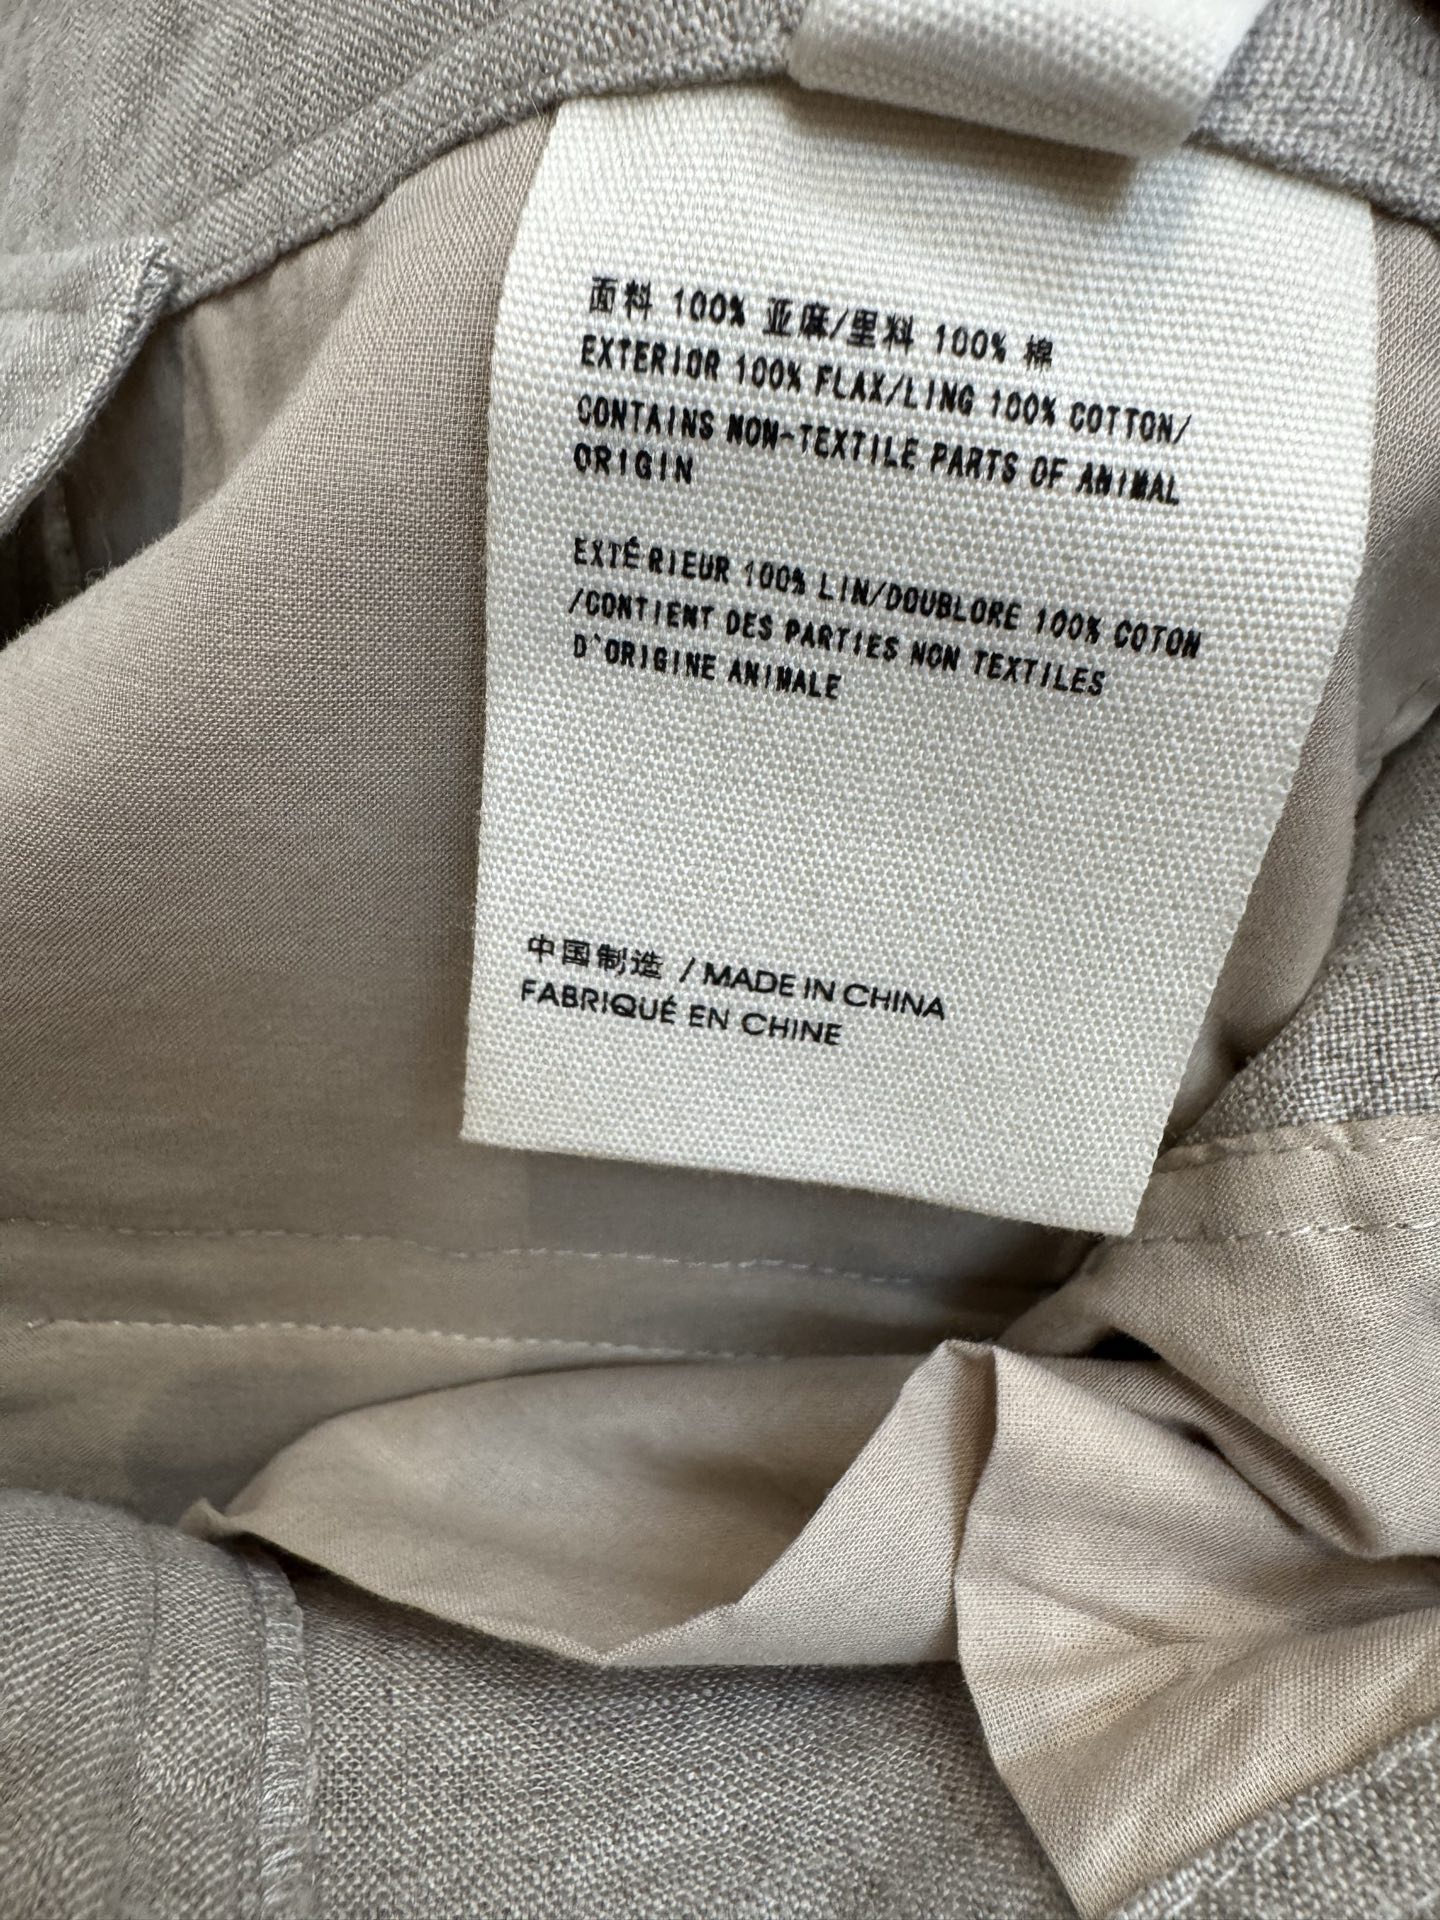 面料 100% 亚麻/里料 100% 棉
EXTERIOR 100% FLAX/LING 100% COTTON/
CONTAINS NON-TEXTILE PARTS OF ANIMAL
ORIGIN
EXTÉRIEUR 100% LIN/DOUBLORE 100% COTON
/CONTIENT DES PARTIES NON TEXTILES
D`ORIGINE ANIMALE
中国制造 / MADE IN CHINA
FABRIQUÉ EN CHINE